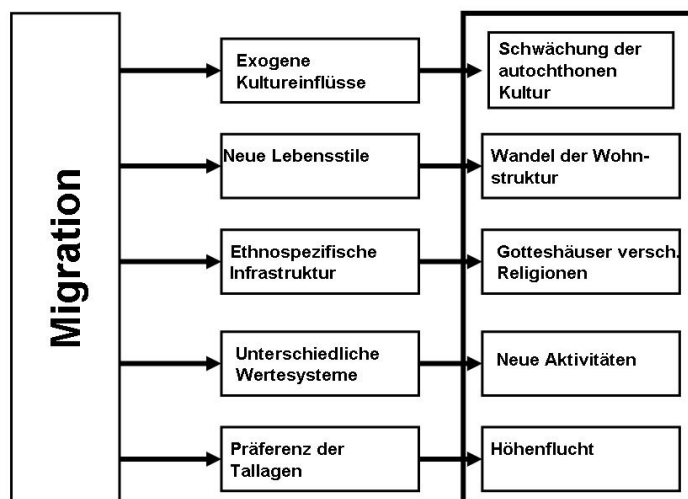 Migration
Exogene
Kultureinflüsse
Schwächung der
autochthonen
Kultur
Neue Lebensstile
Wandel der Wohn-
struktur
Ethnospezifische
Infrastruktur
Gotteshäuser versch.
Religionen
Unterschiedliche
Wertesysteme
Neue Aktivitäten
Präferenz der
Tallagen
Höhenflucht